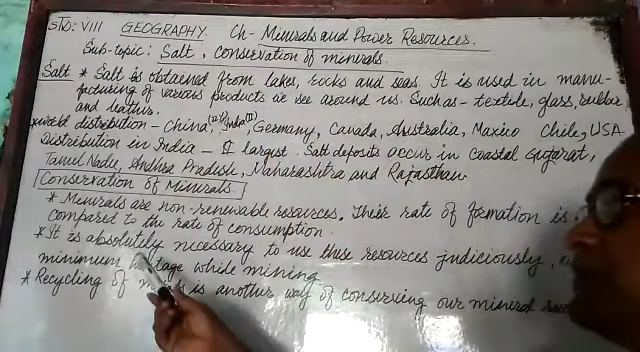 STD: VIII GEOGRAPHY. Ch- Minerals and Power Resources.
Sub-topic: Salt, conservation of minerals.
Salt * Salt is obtained from lakes, rocks and seas. It is used in manu-
facturing of various products we see around us. Such as - textile, glass, rubber
and leather.
* World distribution - China, India (II), Germany, Canada, Australia, Mexico Chile, USA
Distribution in India - II largest. Salt deposits occur in coastal Gujarat,
Tamil Nadu, Andhra Pradesh, Maharashtra and Rajasthan
Conservation of Minerals.
* Minerals are non-renewable resources. Their rate of formation is
compared to the rate of consumption.
* It is absolutely necessary to use these resources judiciously,
minimum while mining
* Recycling of is another way of conserving our mineral